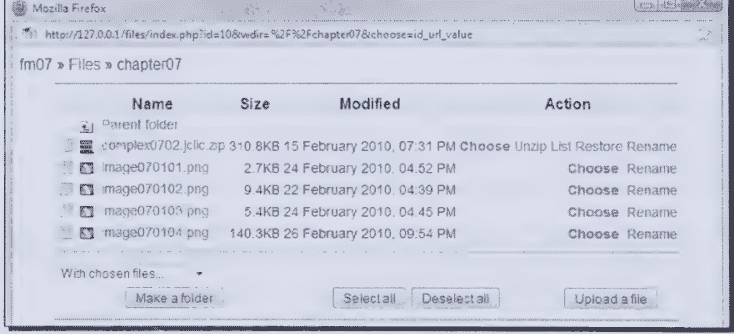 Mozilla Firefox
http://127.0.0.1/files/index.php?id=10&wdir=%2F%2Fchapter07&choose=id_url_value
fm07 » Files » chapter07
Name Size Modified Action
Parent folder
complex0702.jclic.zip 310.8KB 15 February 2010, 07:31 PM Choose Unzip List Restore Rename
image070101.png 2.7KB 24 February 2010, 04:52 PM Choose Rename
image070102.png 9.4KB 22 February 2010, 04:39 PM Choose Rename
image070103.png 5.4KB 24 February 2010, 04:45 PM Choose Rename
image070104.png 140.3KB 26 February 2010, 09:54 PM Choose Rename
With chosen files...
Make a folder Select all Deselect all Upload a file